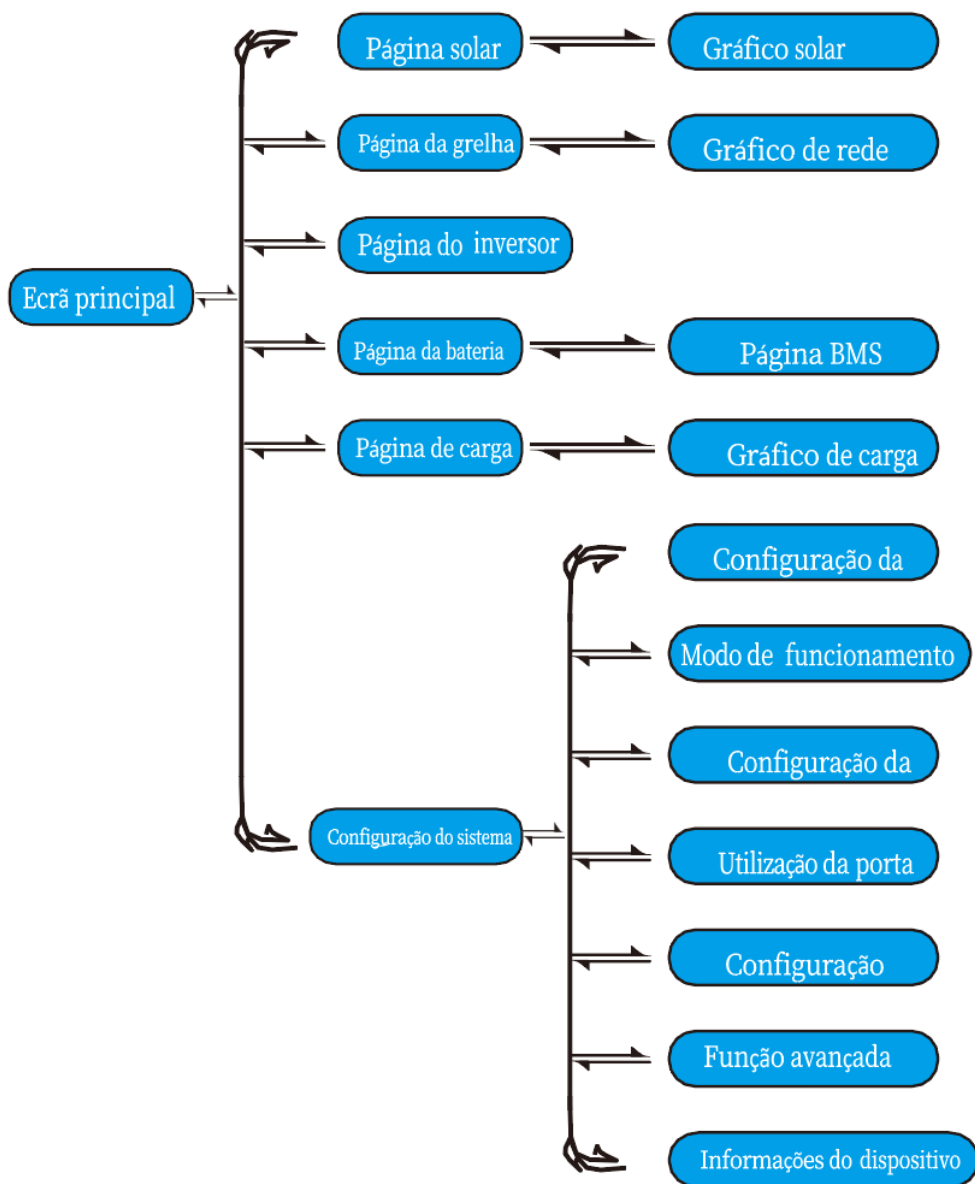 Página solar
Gráfico solar
Página da grelha
Gráfico de rede
Página do inversor
Ecrã principal
Página da bateria
Página BMS
Página de carga
Gráfico de carga
Configuração da
Modo de funcionamento
Configuração da
Configuração do sistema
Utilização da porta
Configuração
Função avançada
Informações do dispositivo